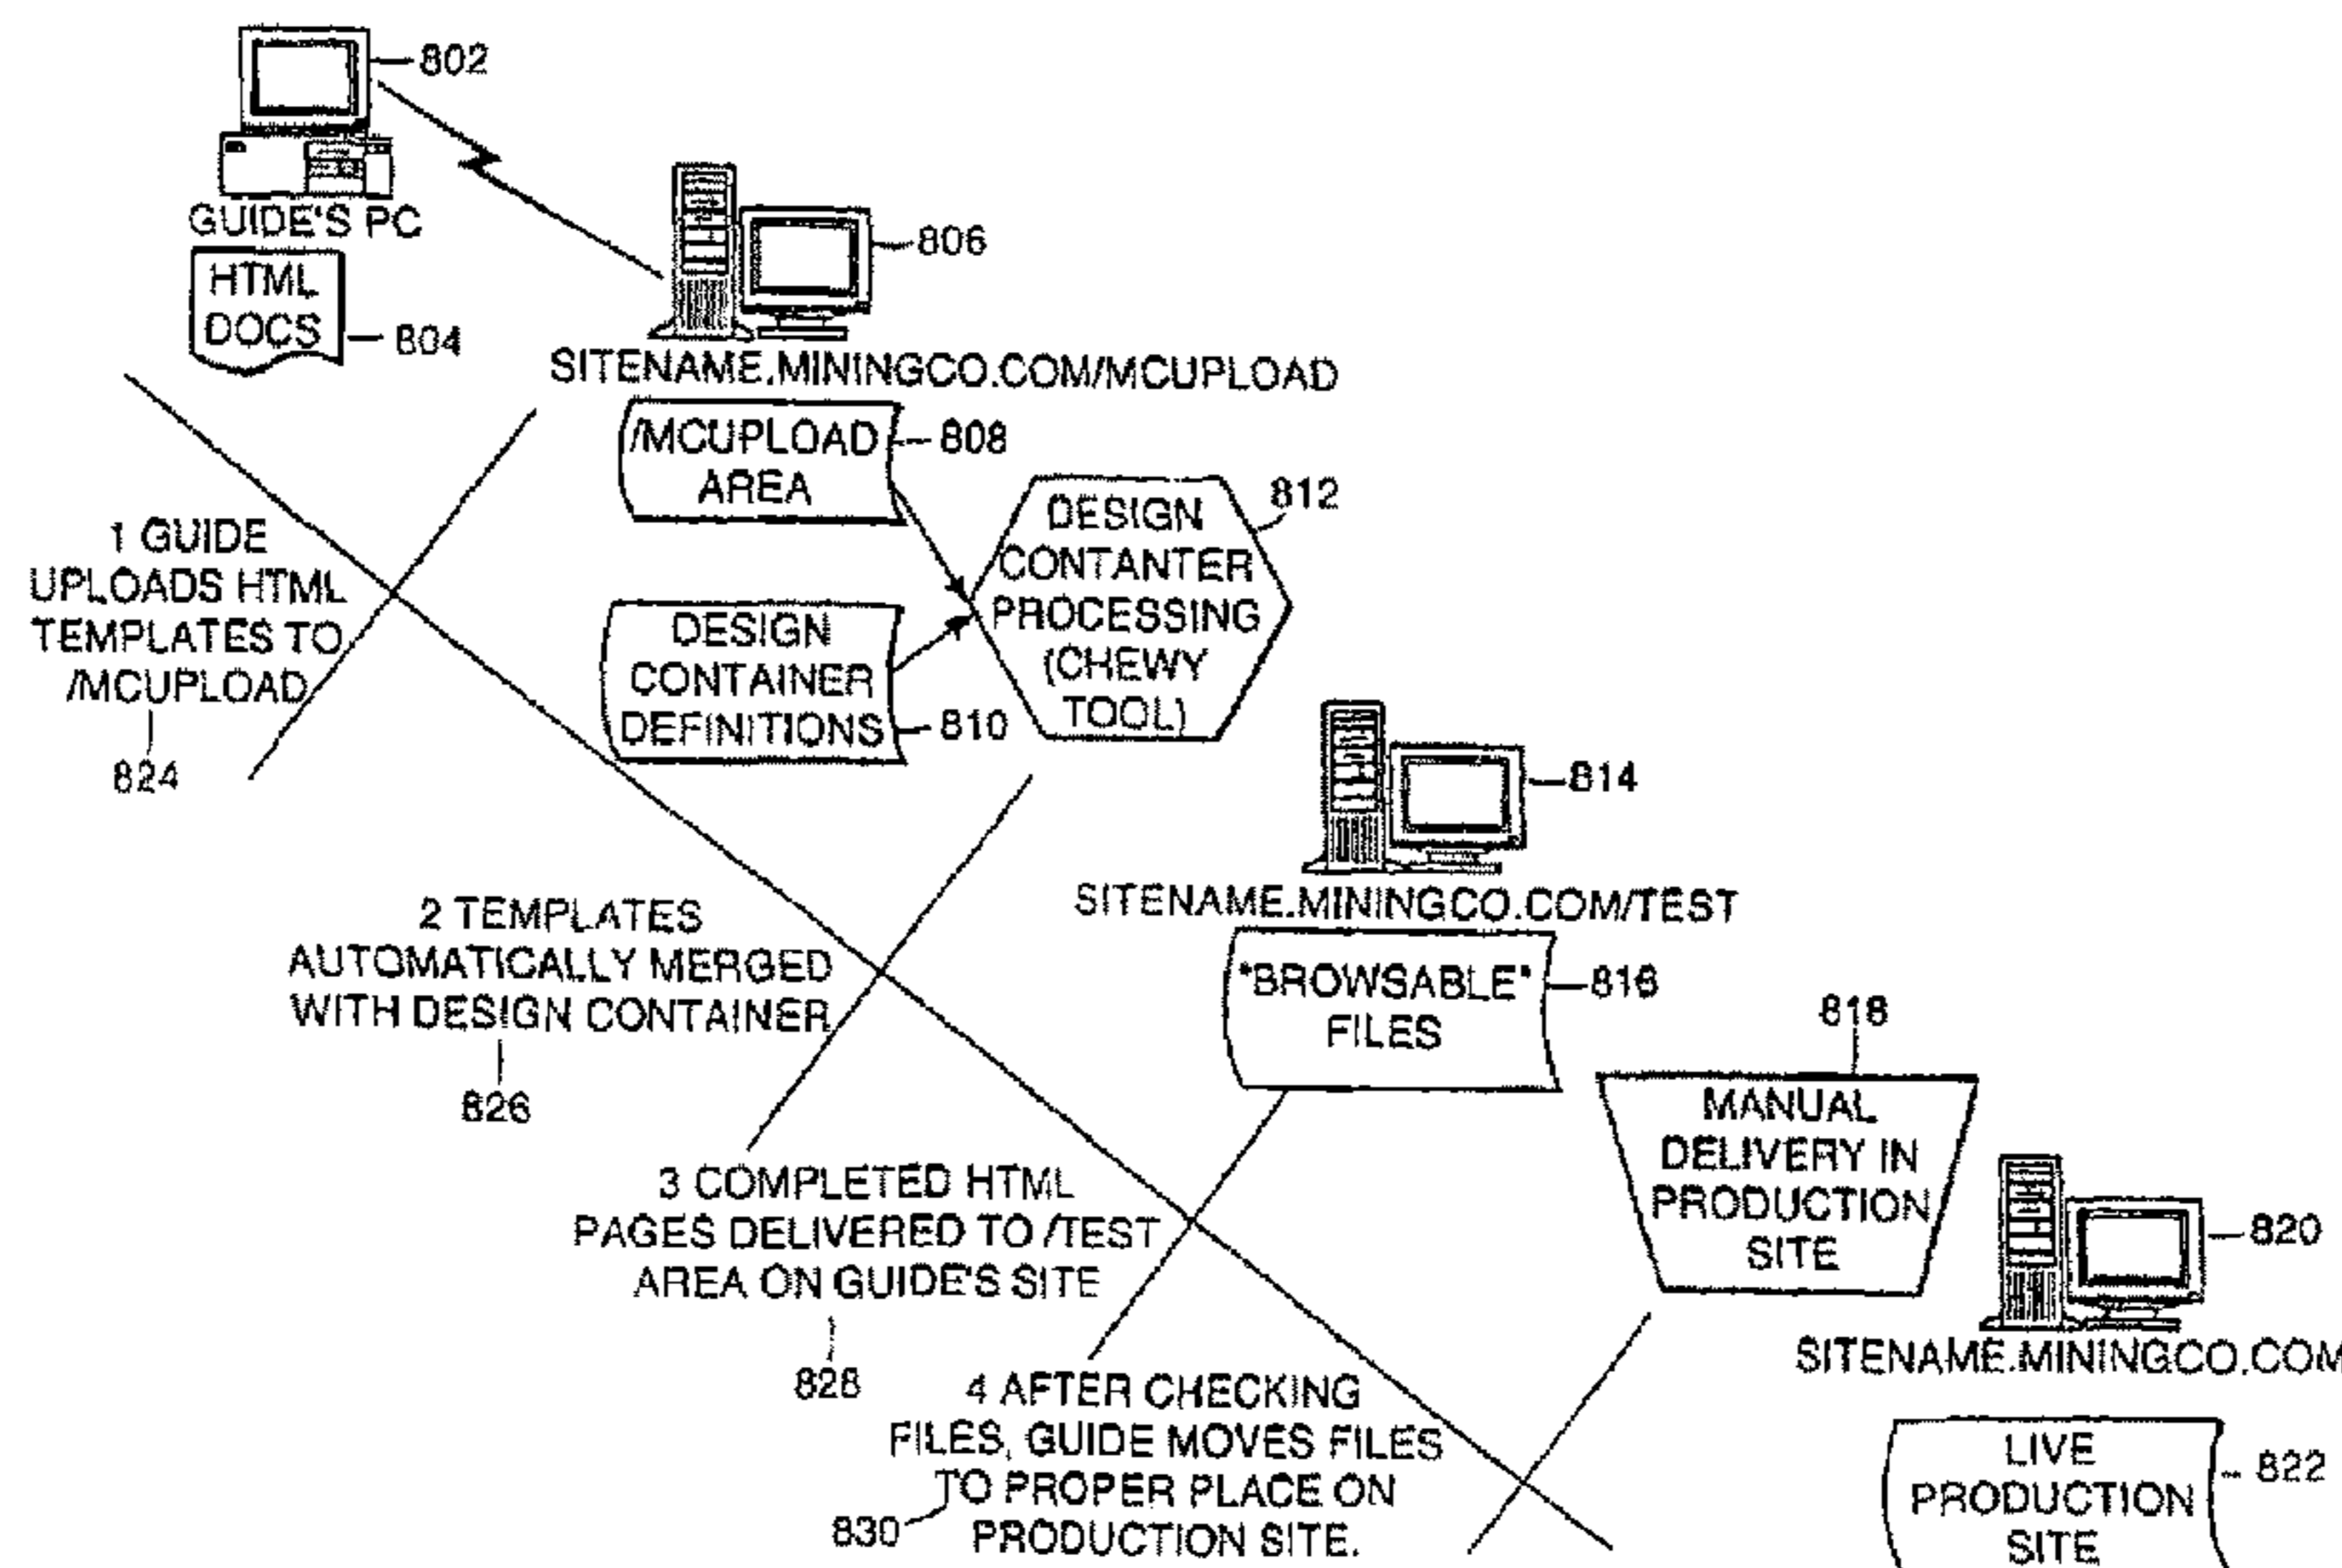 802
GUIDE'S PC
HTML
DOCS
804
806
SITENAME.MININGCO.COM/MCUPLOAD
/MCUPLOAD
AREA
808
812
DESIGN
CONTANTER
PROCESSING
(CHEWY
TOOL)
DESIGN
CONTAINER
DEFINITIONS
810
1 GUIDE
UPLOADS HTML
TEMPLATES TO
/MCUPLOAD
824
814
SITENAME.MININGCO.COM/TEST
"BROWSABLE"
FILES
816
2 TEMPLATES
AUTOMATICALLY MERGED
WITH DESIGN CONTAINER
826
818
MANUAL
DELIVERY IN
PRODUCTION
SITE
3 COMPLETED HTML
PAGES DELIVERED TO /TEST
AREA ON GUIDE'S SITE
828
820
SITENAME.MININGCO.COM
4 AFTER CHECKING
FILES, GUIDE MOVES FILES
TO PROPER PLACE ON
PRODUCTION SITE.
830
LIVE
PRODUCTION
SITE
822